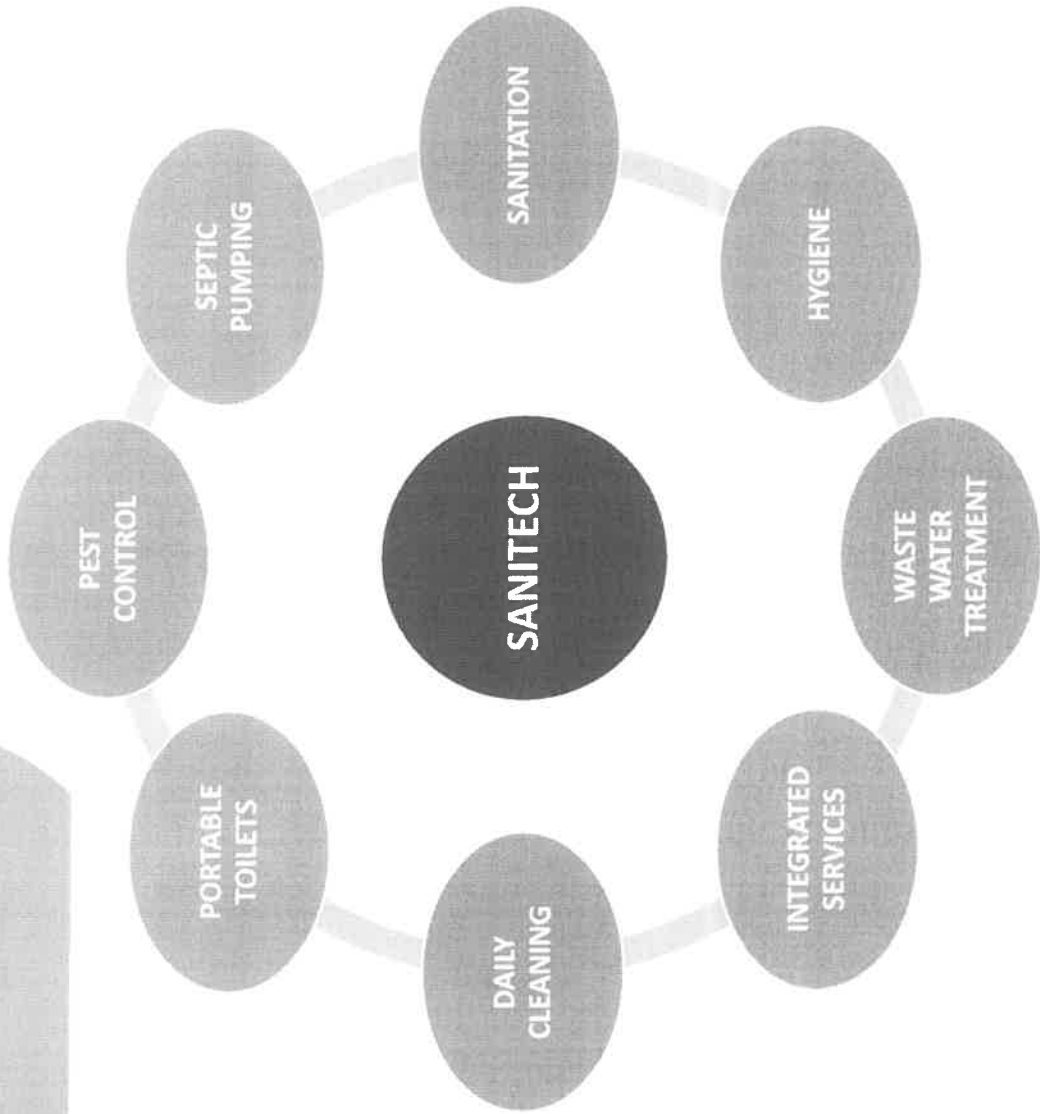 PEST
CONTROL
SEPTIC
PUMPING
SANITATION
HYGIENE
WASTE
WATER
TREATMENT
INTEGRATED
SERVICES
DAILY
CLEANING
PORTABLE
TOILETS
SANITECH